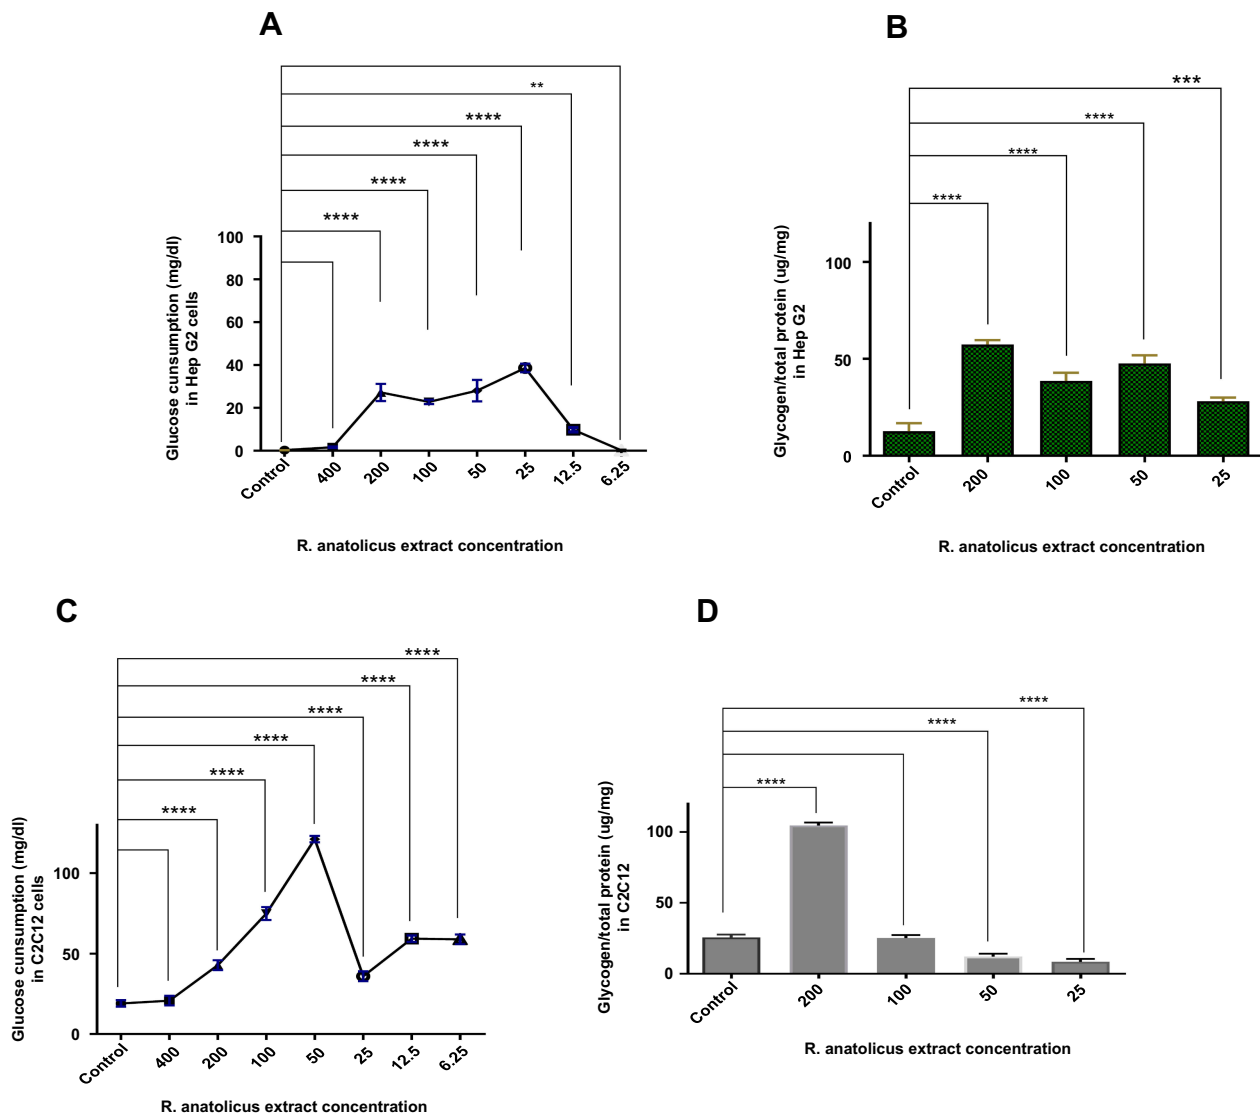 A
**
****
****
****
****
Glucose cunsumption (mg/dl)
in Hep G2 cells
100
80
60
40
20
0
Control
400
200
100
50
25
12.5
6.25
R. anatolicus extract concentration
B
***
****
****
****
Glycogen/total protein (ug/mg)
in Hep G2
100
50
0
Control
200
100
50
25
R. anatolicus extract concentration
C
****
****
****
****
****
****
Glucose cunsumption (mg/dl)
in C2C12 cells
100
50
0
Control
400
200
100
50
25
12.5
6.25
R. anatolicus extract concentration
D
****
****
****
Glycogen/total protein (ug/mg)
in C2C12
100
50
0
Control
200
100
50
25
R. anatolicus extract concentration